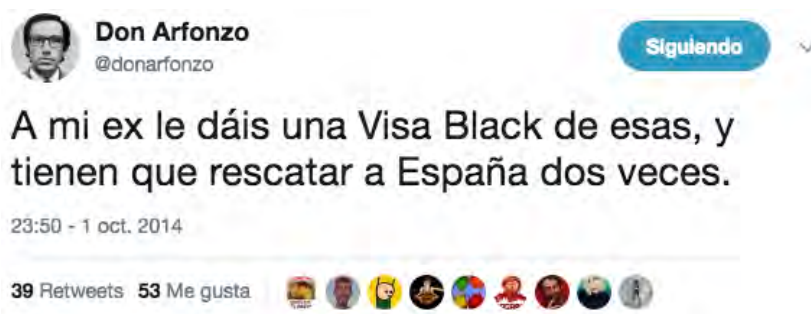 Don Arfonzo
@donarfonzo
Siguiendo
A mi ex le dáis una Visa Black de esas, y
tienen que rescatar a España dos veces.
23:50 - 1 oct. 2014
39 Retweets 53 Me gusta